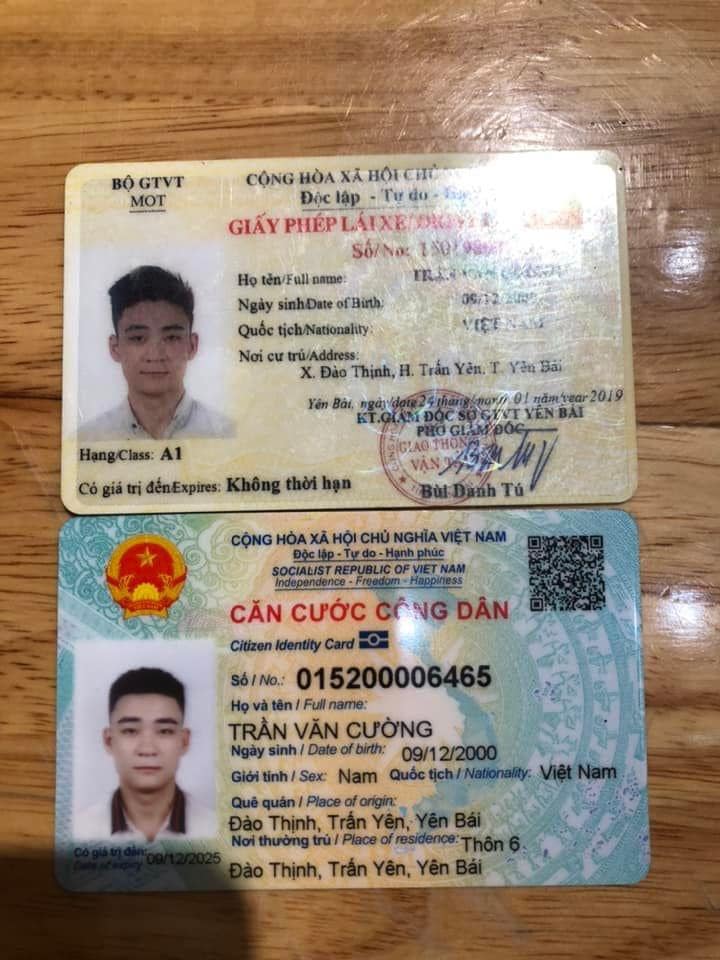 BỘ GTVT
MOT
CỘNG HÒA XÃ HỘI CHỦ
Độc lập - Tự do -
GIẤY PHÉP LÁI XE/
Số/No:
Họ tên/Full name:
Ngày sinh/Date of Birth: 09/12/
Quốc tịch/Nationality: VIỆT NAM
Nơi cư trú/Address:
X. Đào Thịnh, H. Trấn Yên, T. Yên Bái
Yên Bái, ngày/date 24 tháng/month 01 năm/year 2019
KT.GIÁM ĐỐC SỞ GTVT YÊN BÁI
PHÓ GIÁM ĐỐC
GIAO THÔNG
VẬN
Hạng/Class: A1
Có giá trị đến/Expires: Không thời hạn
Bùi Danh Tú
CỘNG HÒA XÃ HỘI CHỦ NGHĨA VIỆT NAM
Độc lập - Tự do - Hạnh phúc
SOCIALIST REPUBLIC OF VIET NAM
Independence - Freedom - Happiness
CĂN CƯỚC CÔNG DÂN
Citizen Identity Card
Số / No.: 015200006465
Họ và tên / Full name:
TRẦN VĂN CƯỜNG
Ngày sinh / Date of birth: 09/12/2000
Giới tính / Sex: Nam Quốc tịch / Nationality: Việt Nam
Quê quán / Place of origin:
Đào Thịnh, Trấn Yên, Yên Bái
Nơi thường trú / Place of residence: Thôn 6
Đào Thịnh, Trấn Yên, Yên Bái
Có giá trị đến: 09/12/2025
Date of expiry